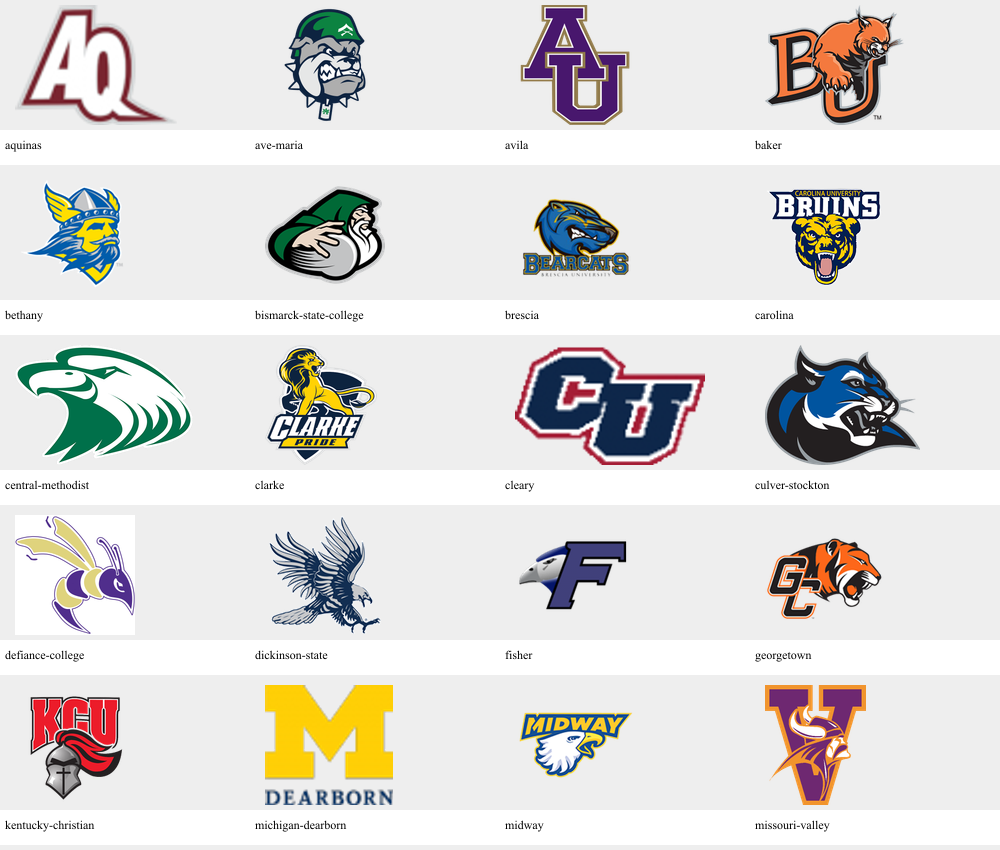 AQ
AU
BU
TM
aquinas
ave-maria
avila
baker
BEARCATS
BRESCIA UNIVERSITY
CAROLINA UNIVERSITY
BRUINS
bethany
bismarck-state-college
brescia
carolina
CLARKE
PRIDE
CU
central-methodist
clarke
cleary
culver-stockton
F
GC
defiance-college
dickinson-state
fisher
georgetown
KCU
M
DEARBORN
MIDWAY
V
kentucky-christian
michigan-dearborn
midway
missouri-valley